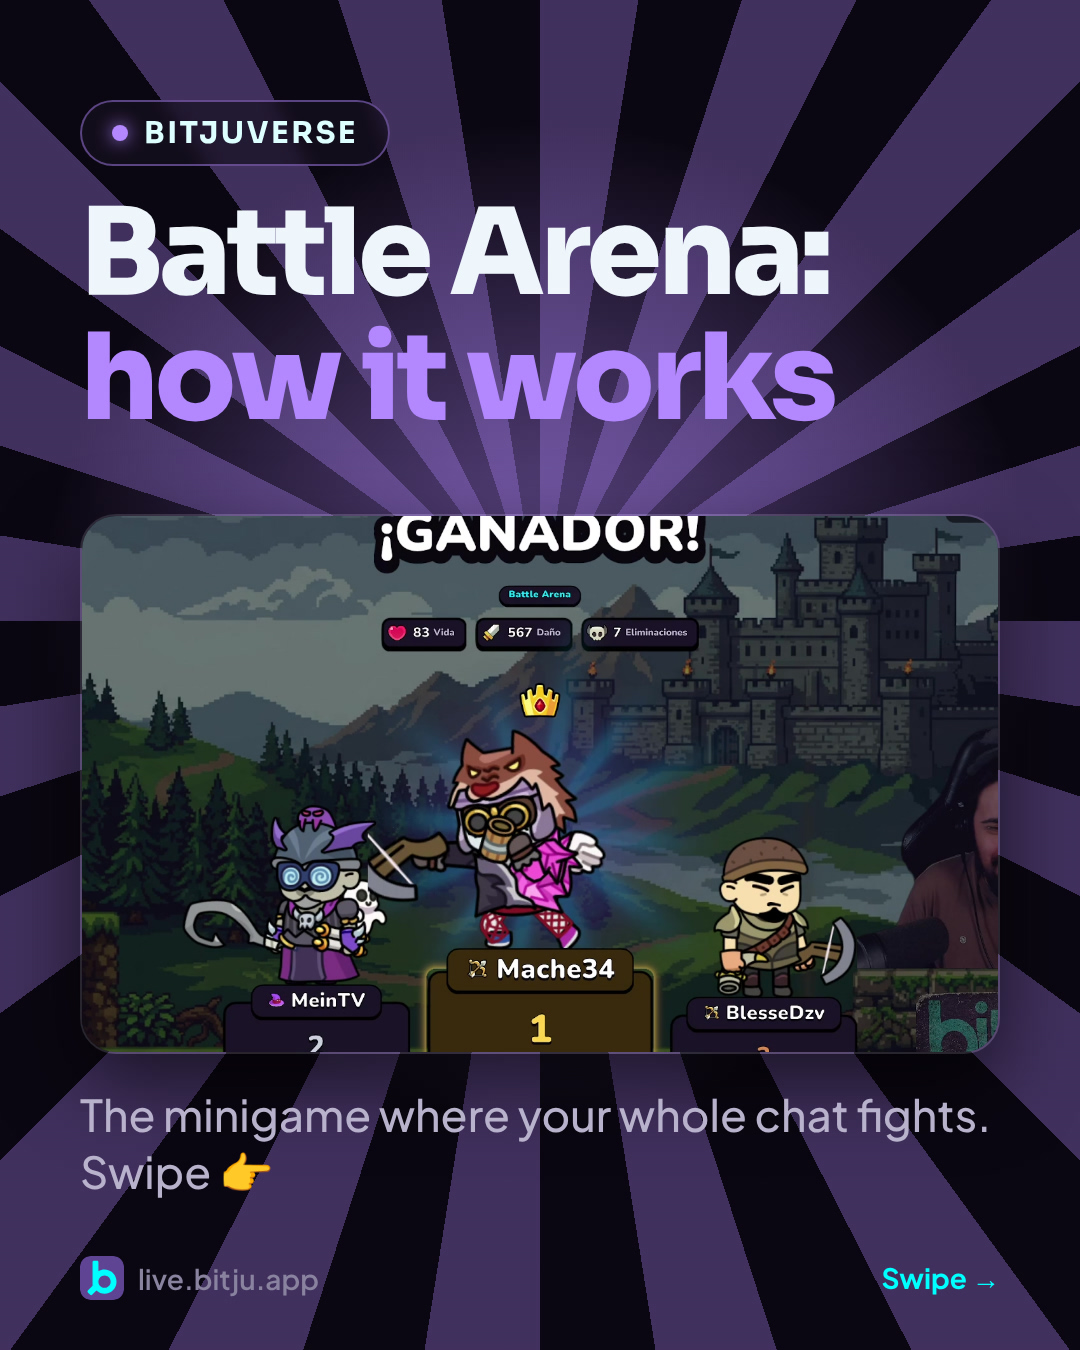 BITJUVERSE
Battle Arena:
how it works
¡GANADOR!
Battle Arena
83 Vida 567 Daño 7 Eliminaciones
Mache34
MeinTV
BlesseDzv
1
2
The minigame where your whole chat fights.
Swipe 👉
live.bitju.app
Swipe →